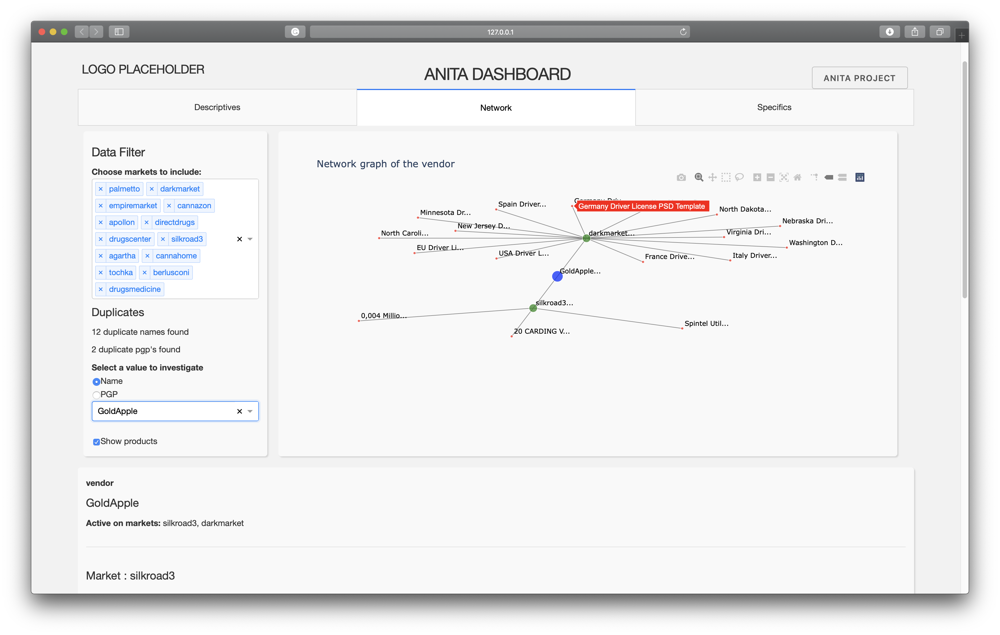 127.0.0.1
LOGO PLACEHOLDER
ANITA DASHBOARD
ANITA PROJECT
Descriptives
Network
Specifics
Data Filter
Choose markets to include:
× palmetto × darkmarket
× empiremarket × cannazon
× apollon × directdrugs
× drugscenter × silkroad3
× agartha × cannahome
× tochka × berlusconi
× drugsmedicine
Duplicates
12 duplicate names found
2 duplicate pgp's found
Select a value to investigate
Name
PGP
GoldApple
Show products
Network graph of the vendor
Spain Driver...
Germany Driver License PSD Template
North Dakota...
Minnesota Dr...
Nebraska Dri...
New Jersey D...
North Caroli...
darkmarket...
Virginia Dri...
Washington D...
EU Driver Li...
USA Driver L...
France Drive...
Italy Driver...
GoldApple...
silkroad3...
0,004 Millio...
20 CARDING V...
Spintel Util...
vendor
GoldApple
Active on markets: silkroad3, darkmarket
Market : silkroad3